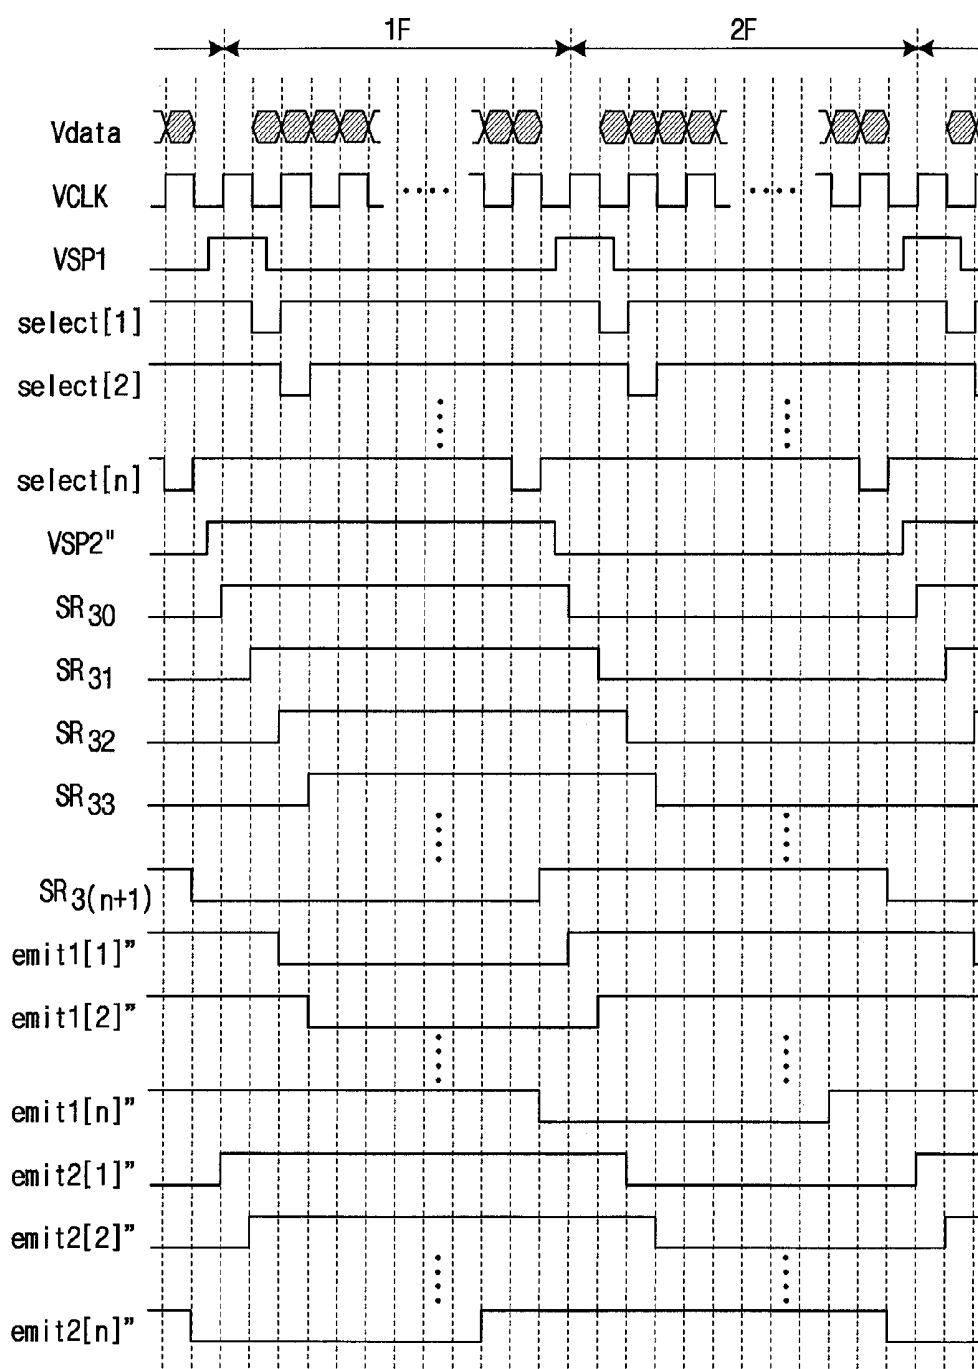 1F 2F
Vdata
VCLK
VSP1
select[1]
select[2]
select[n]
VSP2"
SR30
SR31
SR32
SR33
SR3(n+1)
emit1[1]”
emit1[2]”
emit1[n]”
emit2[1]”
emit2[2]”
emit2[n]”